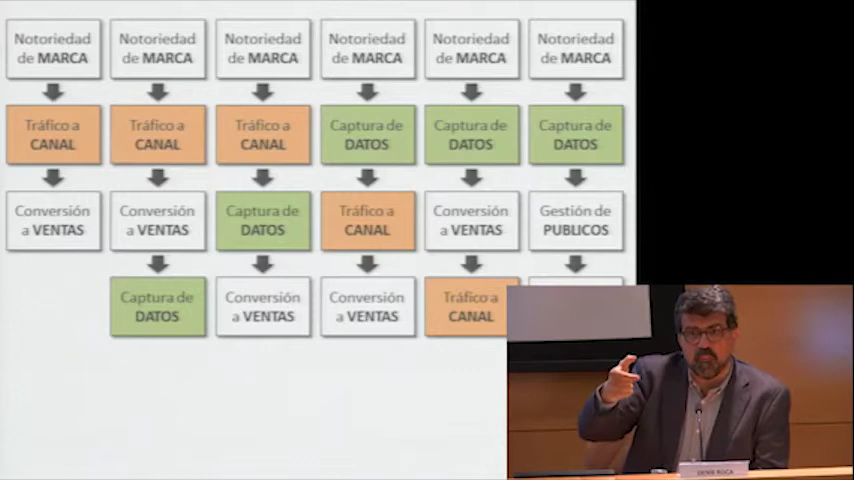 Notoriedad
de MARCA
Notoriedad
de MARCA
Notoriedad
de MARCA
Notoriedad
de MARCA
Notoriedad
de MARCA
Notoriedad
de MARCA
Tráfico a
CANAL
Tráfico a
CANAL
Tráfico a
CANAL
Captura de
DATOS
Captura de
DATOS
Captura de
DATOS
Conversión
a VENTAS
Conversión
a VENTAS
Captura de
DATOS
Tráfico a
CANAL
Conversión
a VENTAS
Gestión de
PUBLICOS
Captura de
DATOS
Conversión
a VENTAS
Conversión
a VENTAS
Tráfico a
CANAL